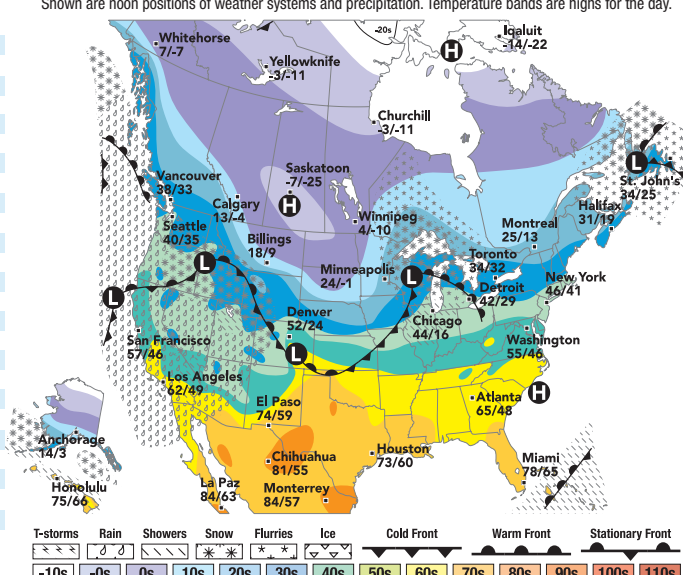 Shown are noon positions of weather systems and precipitation. Temperature bands are highs for the day.
-20s
Iqaluit
-14/-22
H
Whitehorse
7/-7
Yellowknife
-3/-11
Churchill
-3/-11
Saskatoon
-7/-25
H
Vancouver
38/33
Calgary
13/-4
Winnipeg
4/-10
L
St. John's
34/25
Halifax
31/19
Seattle
40/35
Montreal
25/13
Billings
18/9
Toronto
34/32
L
Minneapolis
24/-1
L
Detroit
42/29
New York
46/41
L
Denver
52/24
Chicago
44/16
San Francisco
57/46
Washington
55/46
L
Los Angeles
62/49
El Paso
74/59
Atlanta
65/48
H
Anchorage
14/3
Chihuahua
81/55
Houston
73/60
Miami
78/65
Honolulu
75/66
La Paz
84/63
Monterrey
84/57
T-storms Rain Showers Snow Flurries Ice Cold Front Warm Front Stationary Front
-10s -0s 0s 10s 20s 30s 40s 50s 60s 70s 80s 90s 100s 110s